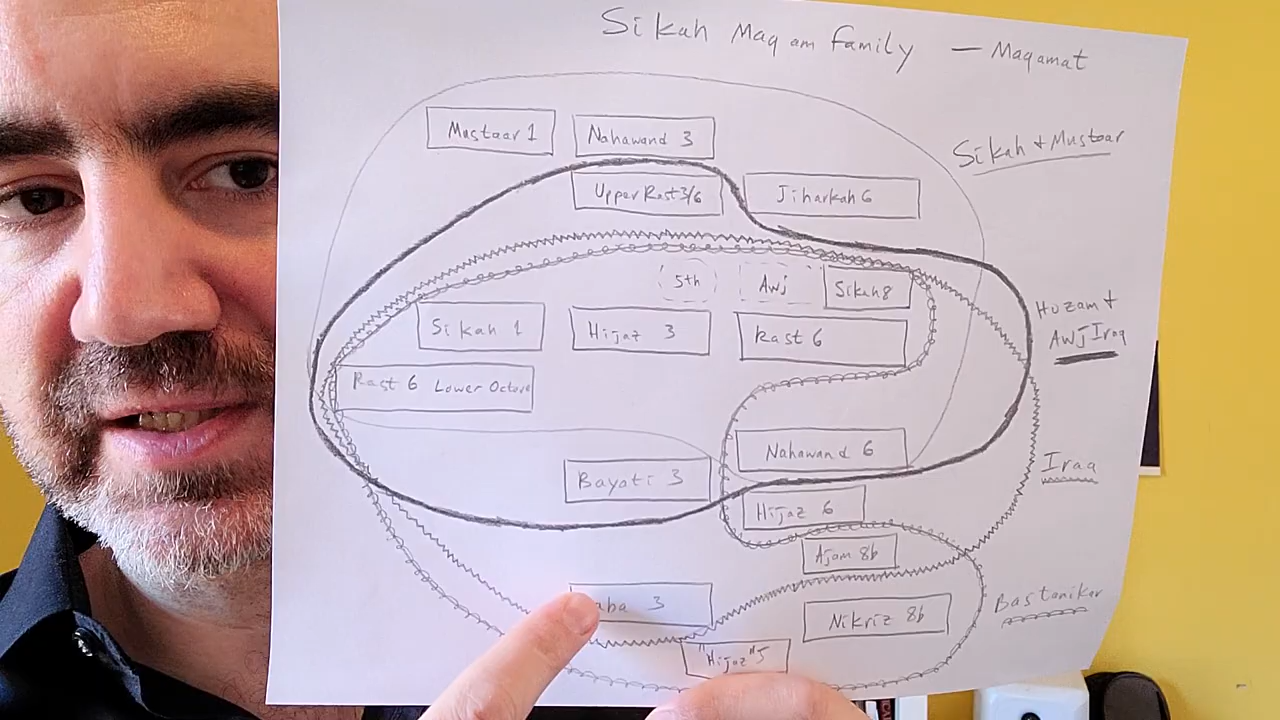 Sikah Maqam family — Maqamat
Mustaar 1
Nahawand 3
Sikah + Mustaar
Upper Rast 3/6
Jiharkah 6
5th
Awj
Sikah 8
Huzam +
Awj Iraq
Sikah 1
Hijaz 3
Rast 6
Rast 6 Lower Octave
Nahawand 6
Iraq
Bayati 3
Hijaz 6
Ajam 8b
aba 3
Nikriz 8b
Bastanikar
"Hijaz" 5